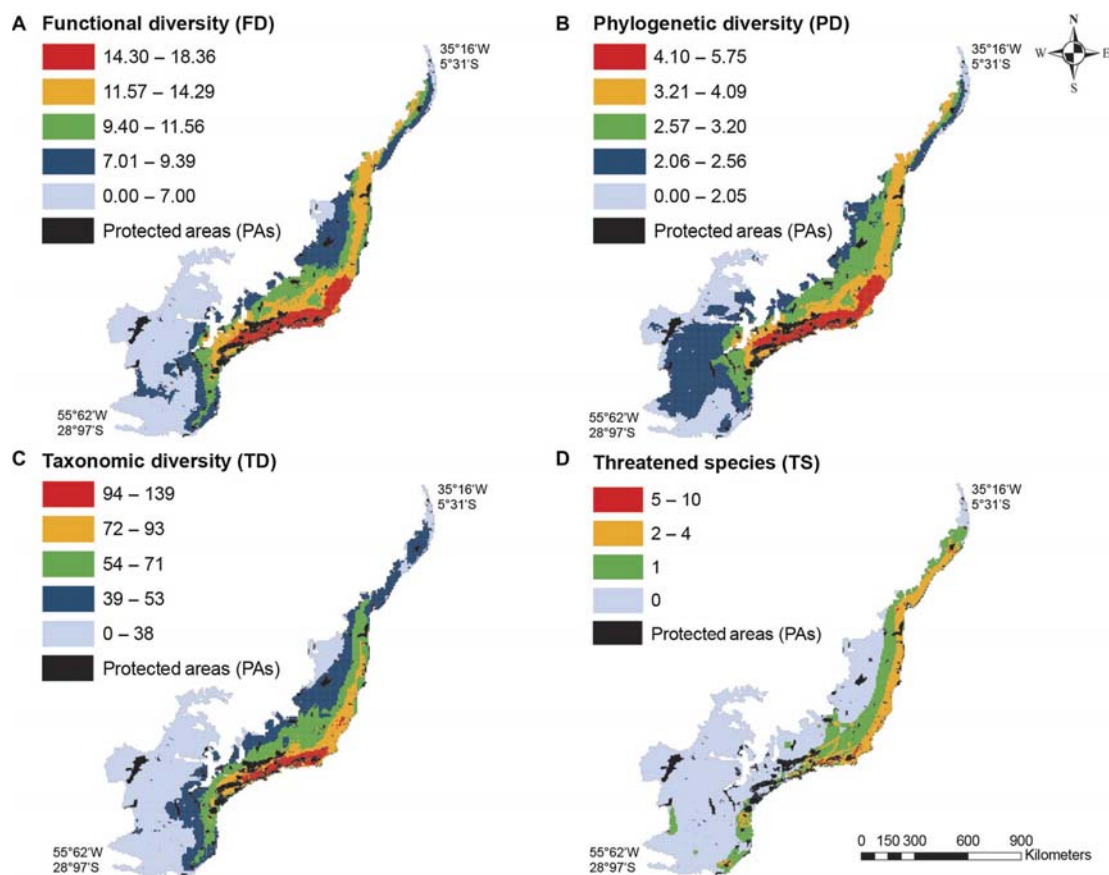 A Functional diversity (FD)
14.30 – 18.36
11.57 – 14.29
9.40 – 11.56
7.01 – 9.39
0.00 – 7.00
Protected areas (PAs)
35°16'W
5°31'S
55°62'W
28°97'S
B Phylogenetic diversity (PD)
4.10 – 5.75
3.21 – 4.09
2.57 – 3.20
2.06 – 2.56
0.00 – 2.05
Protected areas (PAs)
35°16'W
5°31'S
55°62'W
28°97'S
N
W E
S
C Taxonomic diversity (TD)
94 – 139
72 – 93
54 – 71
39 – 53
0 – 38
Protected areas (PAs)
35°16'W
5°31'S
55°62'W
28°97'S
D Threatened species (TS)
5 – 10
2 – 4
1
0
Protected areas (PAs)
35°16'W
5°31'S
55°62'W
28°97'S
0 150 300 600 900
Kilometers